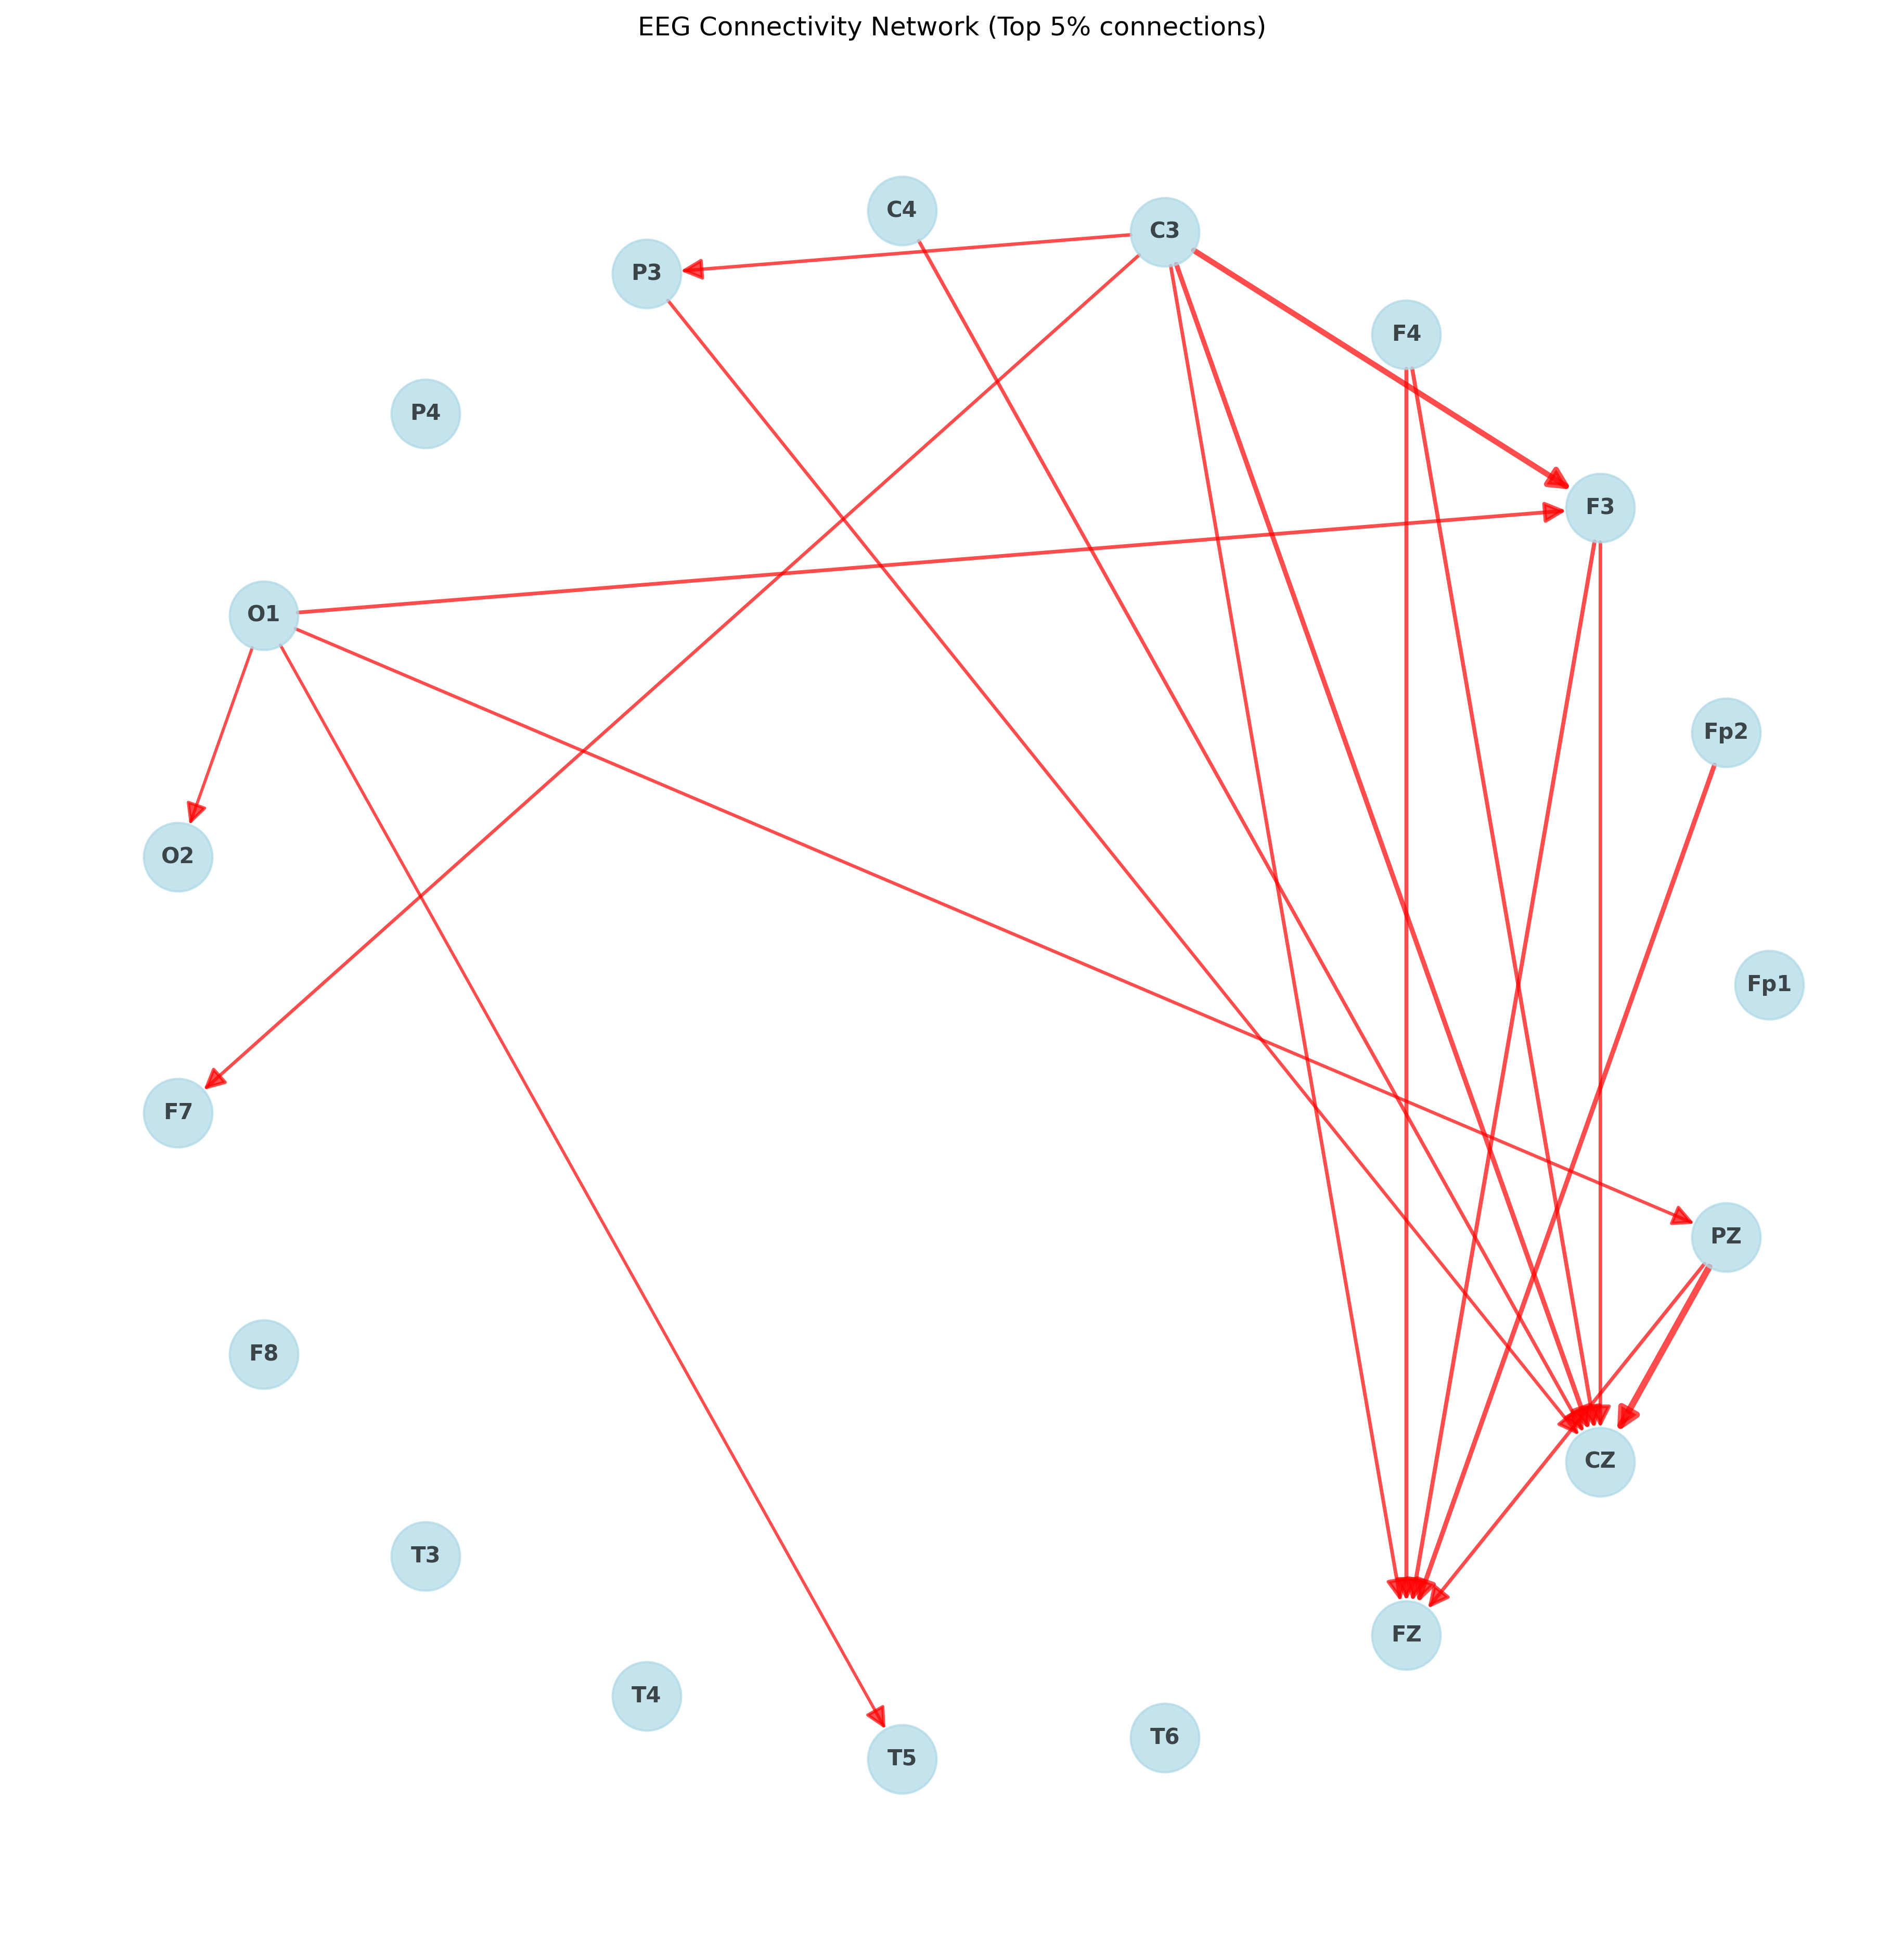 EEG Connectivity Network (Top 5% connections)
C4
C3
P3
F4
P4
F3
O1
Fp2
O2
Fp1
F7
PZ
F8
CZ
T3
FZ
T4
T6
T5